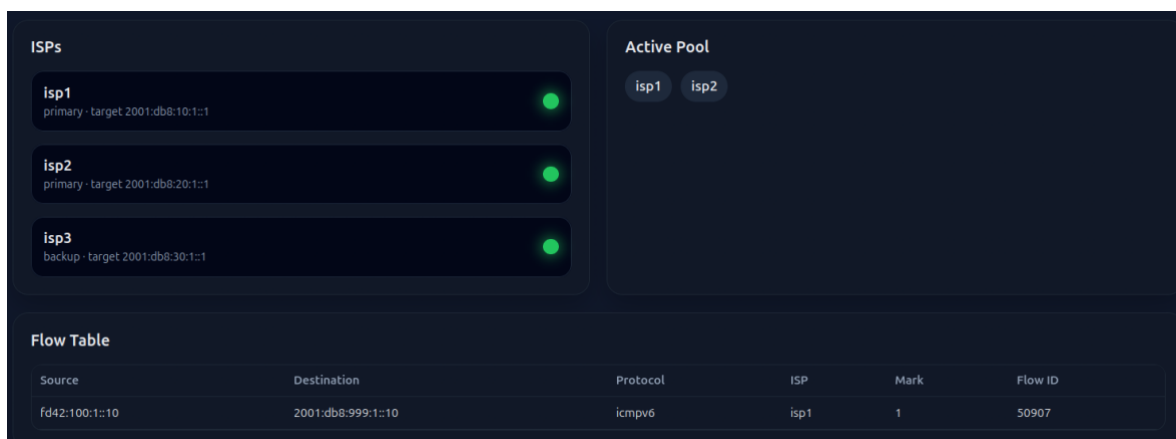 ISPs
isp1
primary · target 2001:db8:10:1::1
isp2
primary · target 2001:db8:20:1::1
isp3
backup · target 2001:db8:30:1::1
Active Pool
isp1 isp2
Flow Table
Source Destination Protocol ISP Mark Flow ID
fd42:100:1::10 2001:db8:999:1::10 icmpv6 isp1 1 50907